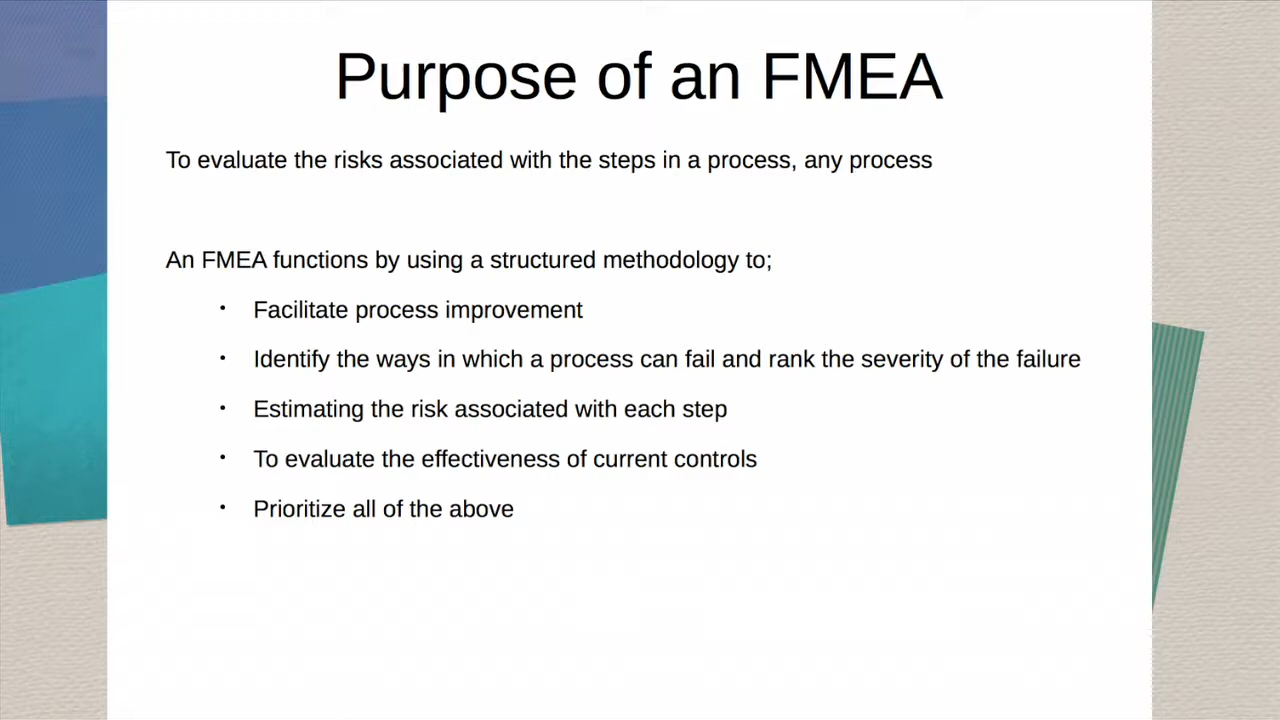 Purpose of an FMEA
To evaluate the risks associated with the steps in a process, any process
An FMEA functions by using a structured methodology to;
• Facilitate process improvement
• Identify the ways in which a process can fail and rank the severity of the failure
• Estimating the risk associated with each step
• To evaluate the effectiveness of current controls
• Prioritize all of the above